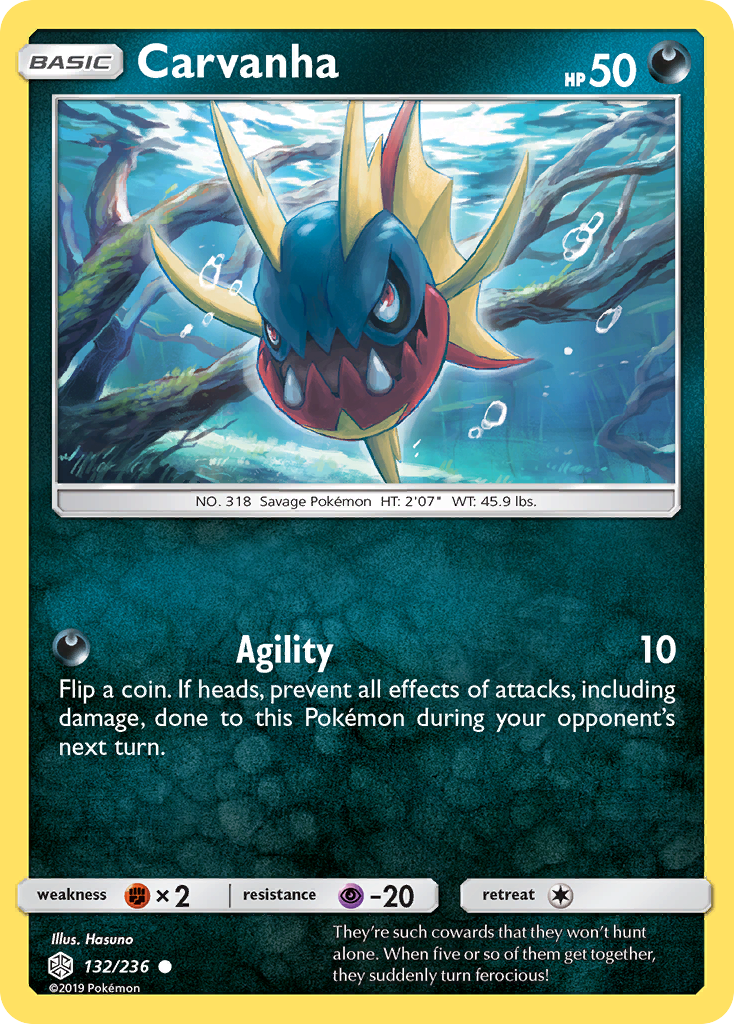 BASIC Carvanha HP 50
NO. 318 Savage Pokémon HT: 2'07" WT: 45.9 lbs.
Agility 10
Flip a coin. If heads, prevent all effects of attacks, including
damage, done to this Pokémon during your opponent's
next turn.
weakness ×2 resistance -20 retreat
Illus. Hasuno
132/236
©2019 Pokémon
They're such cowards that they won't hunt
alone. When five or so of them get together,
they suddenly turn ferocious!